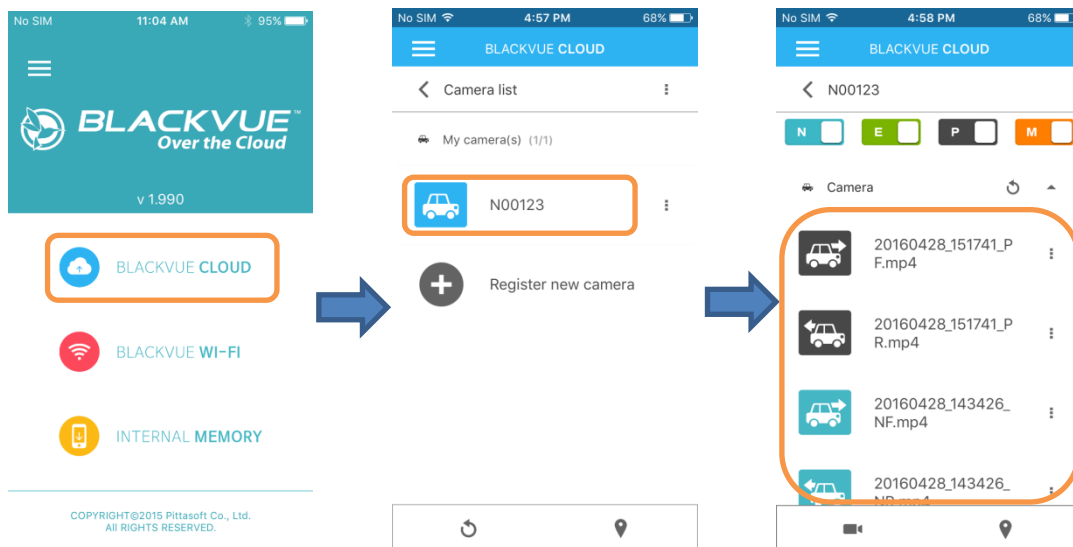 No SIM 11:04 AM 95%
BLACKVUE™
Over the Cloud
v 1.990
BLACKVUE CLOUD
BLACKVUE WI-FI
INTERNAL MEMORY
COPYRIGHT©2015 Pittasoft Co., Ltd.
All RIGHTS RESERVED.
No SIM 4:57 PM 68%
BLACKVUE CLOUD
Camera list
My camera(s) (1/1)
N00123
Register new camera
No SIM 4:58 PM 68%
BLACKVUE CLOUD
N00123
N E P M
Camera
20160428_151741_P
F.mp4
20160428_151741_P
R.mp4
20160428_143426_
NF.mp4
20160428_143426_
NR.mp4